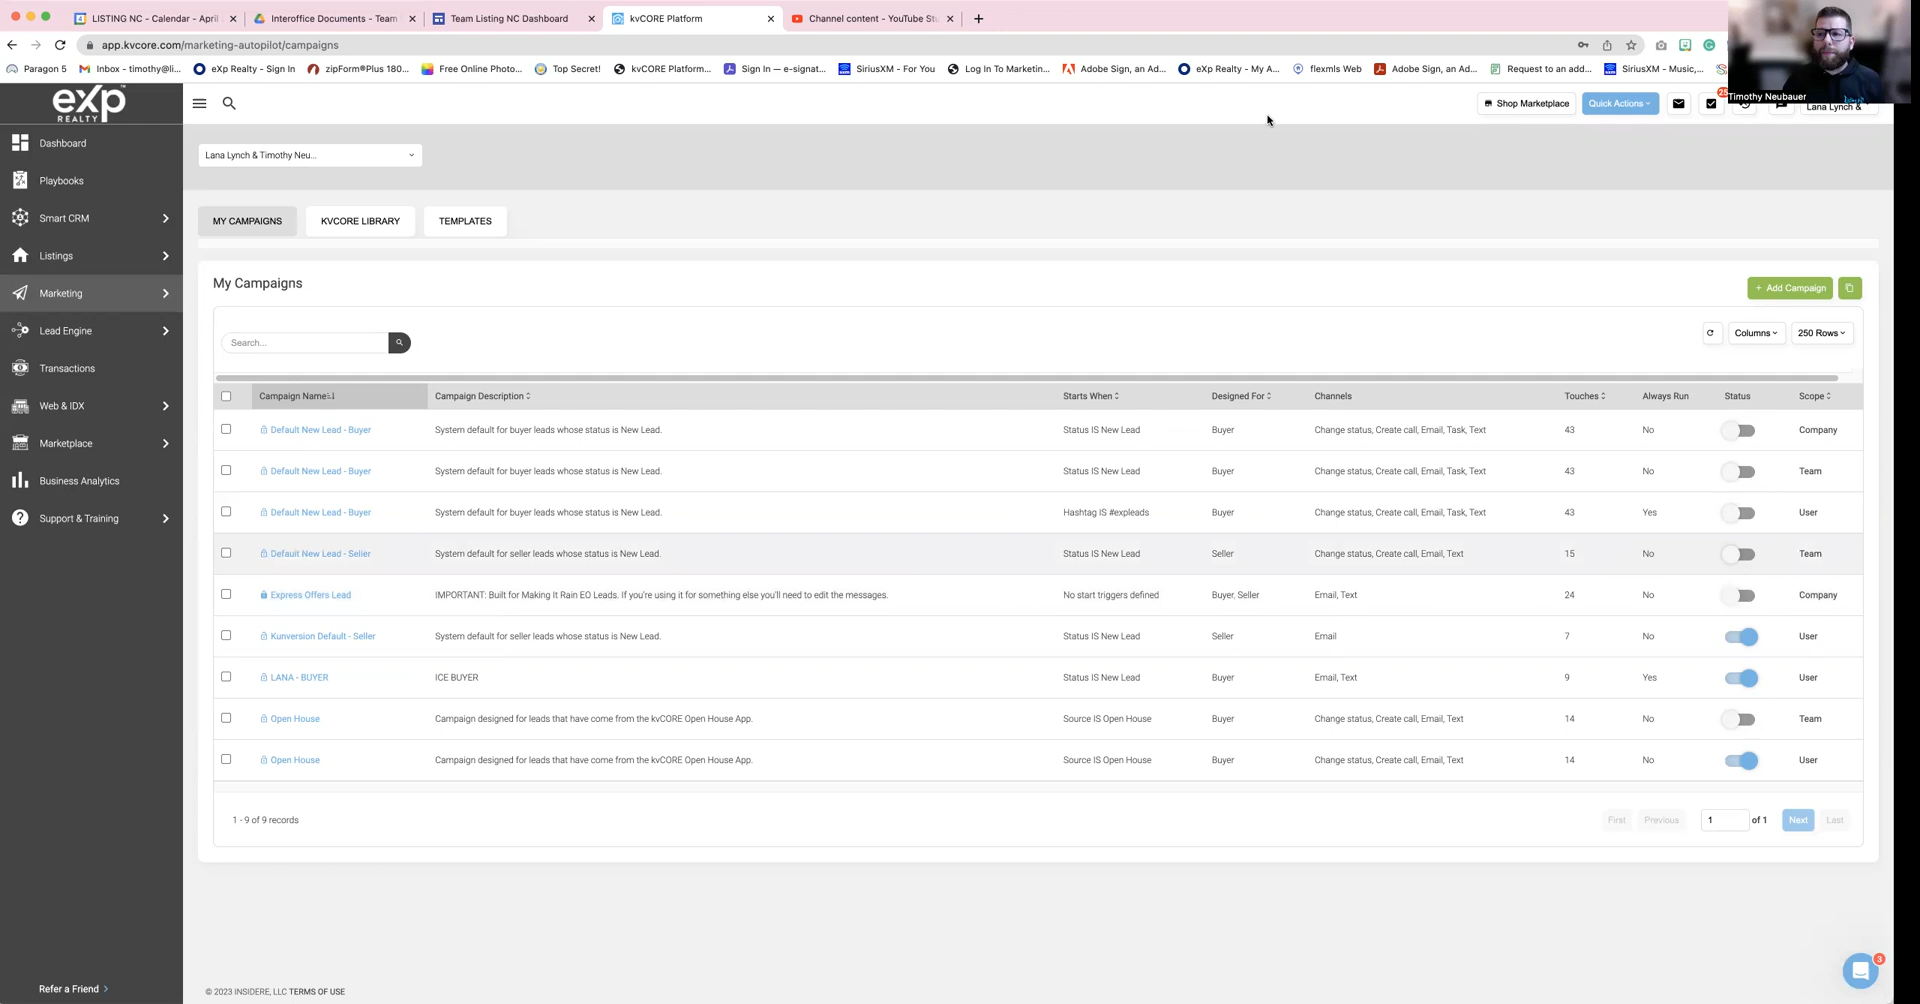 LISTING NC - Calendar - April
Interoffice Documents - Team
Team Listing NC Dashboard
kvCORE Platform
Channel content - YouTube Stu
app.kvcore.com/marketing-autopilot/campaigns
Paragon 5
Inbox - timothy@li...
eXp Realty - Sign In
zipForm®Plus 180...
Free Online Photo...
Top Secret!
kvCORE Platform...
Sign In — e-signat...
SiriusXM - For You
Log In To Marketin...
Adobe Sign, an Ad...
eXp Realty - My A...
flexmls Web
Adobe Sign, an Ad...
Request to an add...
SiriusXM - Music,...
Timothy Neubauer
eXp
REALTY
Shop Marketplace
Quick Actions
Lana Lynch &
Dashboard
Playbooks
Smart CRM
Listings
Marketing
Lead Engine
Transactions
Web & IDX
Marketplace
Business Analytics
Support & Training
Refer a Friend >
Lana Lynch & Timothy Neu...
MY CAMPAIGNS
KVCORE LIBRARY
TEMPLATES
My Campaigns
+ Add Campaign
Search...
Columns
250 Rows
Campaign Name Campaign Description Starts When Designed For Channels Touches Always Run Status Scope
Default New Lead - Buyer System default for buyer leads whose status is New Lead. Status IS New Lead Buyer Change status, Create call, Email, Task, Text 43 No Company
Default New Lead - Buyer System default for buyer leads whose status is New Lead. Status IS New Lead Buyer Change status, Create call, Email, Task, Text 43 No Team
Default New Lead - Buyer System default for buyer leads whose status is New Lead. Hashtag IS #expleads Buyer Change status, Create call, Email, Task, Text 43 Yes User
Default New Lead - Seller System default for seller leads whose status is New Lead. Status IS New Lead Seller Change status, Create call, Email, Text 15 No Team
Express Offers Lead IMPORTANT: Built for Making It Rain EO Leads. If you're using it for something else you'll need to edit the messages. No start triggers defined Buyer, Seller Email, Text 24 No Company
Kunversion Default - Seller System default for seller leads whose status is New Lead. Status IS New Lead Seller Email 7 No User
LANA - BUYER ICE BUYER Status IS New Lead Buyer Email, Text 9 Yes User
Open House Campaign designed for leads that have come from the kvCORE Open House App. Source IS Open House Buyer Change status, Create call, Email, Text 14 No Team
Open House Campaign designed for leads that have come from the kvCORE Open House App. Source IS Open House Buyer Change status, Create call, Email, Text 14 No User
1 - 9 of 9 records
First Previous 1 of 1 Next Last
3
© 2023 INSIDERE, LLC TERMS OF USE